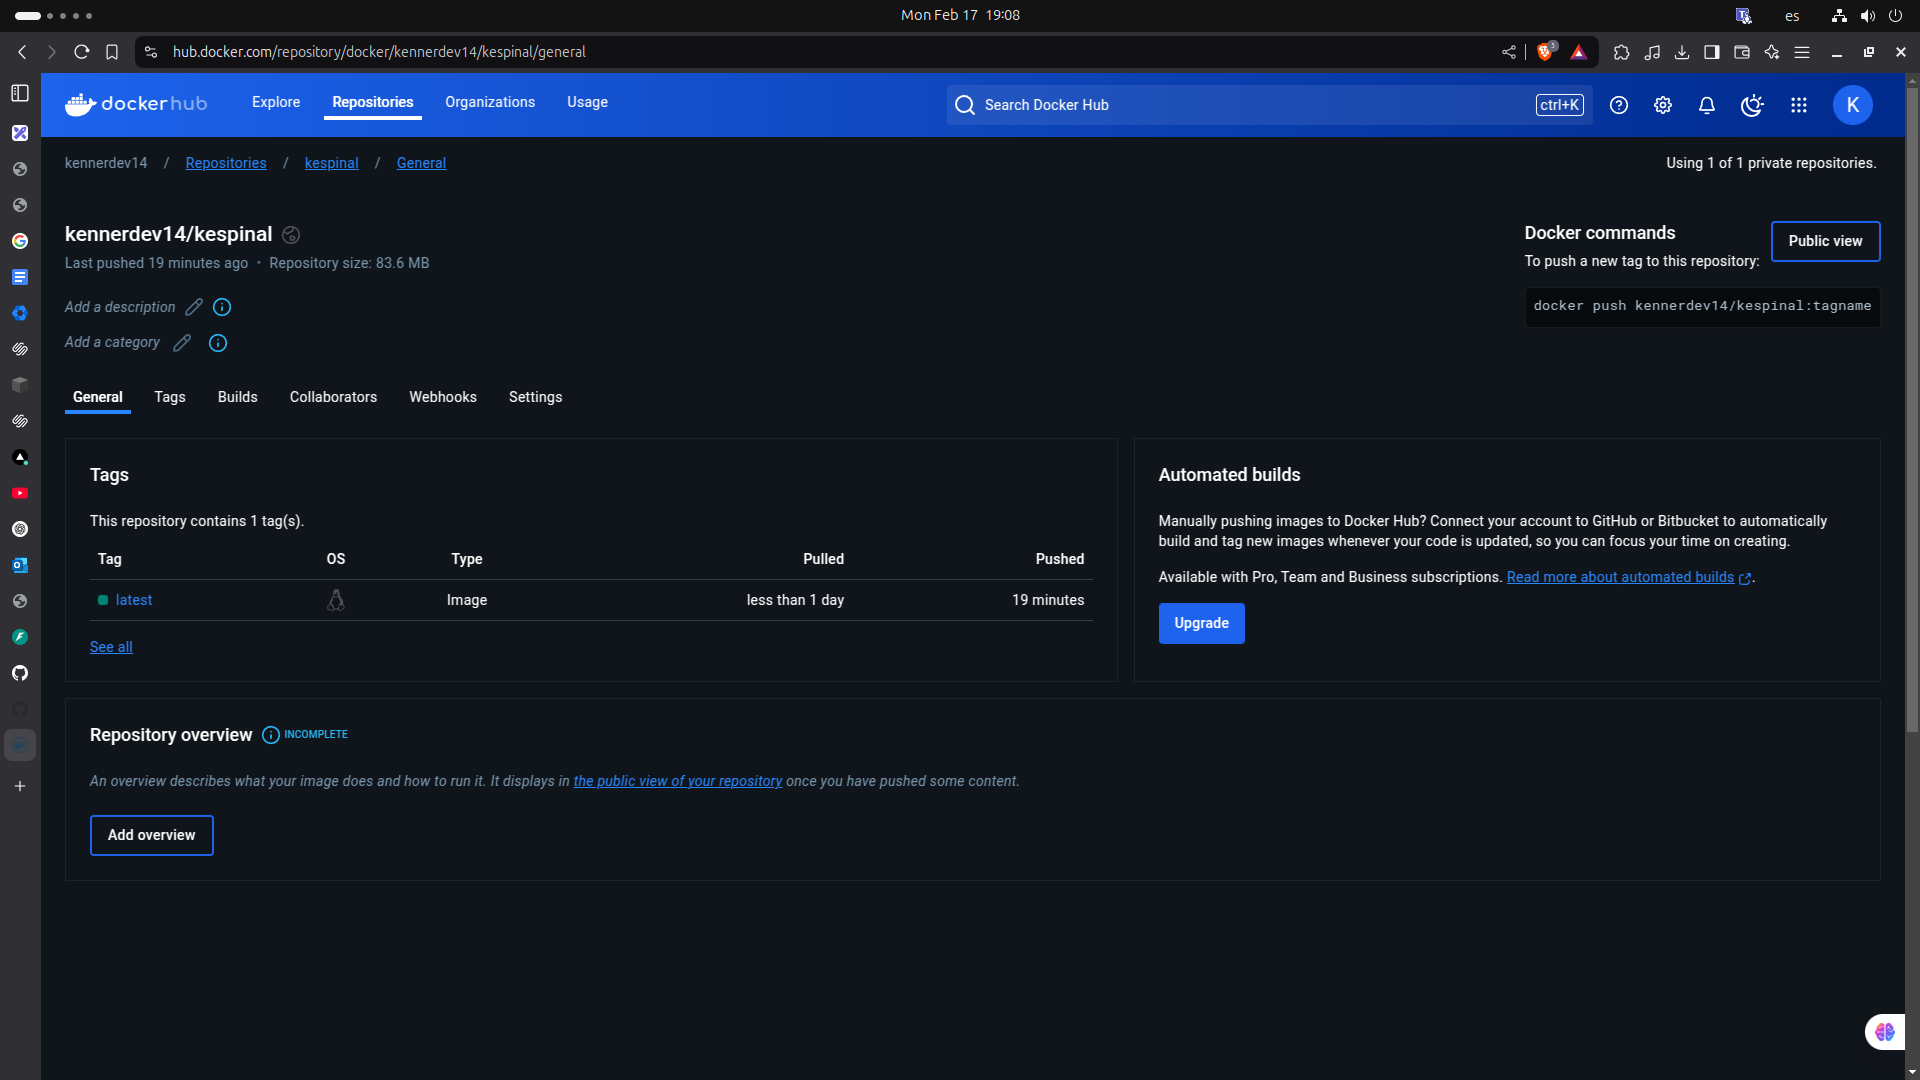 Mon Feb 17 19:08
es
hub.docker.com/repository/docker/kennerdev14/kespinal/general
5
dockerhub
Explore
Repositories
Organizations
Usage
Search Docker Hub
ctrl+K
K
kennerdev14 / Repositories / kespinal / General
Using 1 of 1 private repositories.
kennerdev14/kespinal
Last pushed 19 minutes ago • Repository size: 83.6 MB
Add a description
Add a category
Docker commands
To push a new tag to this repository:
Public view
docker push kennerdev14/kespinal:tagname
General
Tags
Builds
Collaborators
Webhooks
Settings
Tags
This repository contains 1 tag(s).
Tag OS Type Pulled Pushed
latest Image less than 1 day 19 minutes
See all
Automated builds
Manually pushing images to Docker Hub? Connect your account to GitHub or Bitbucket to automatically
build and tag new images whenever your code is updated, so you can focus your time on creating.
Available with Pro, Team and Business subscriptions. Read more about automated builds .
Upgrade
Repository overview INCOMPLETE
An overview describes what your image does and how to run it. It displays in the public view of your repository once you have pushed some content.
Add overview